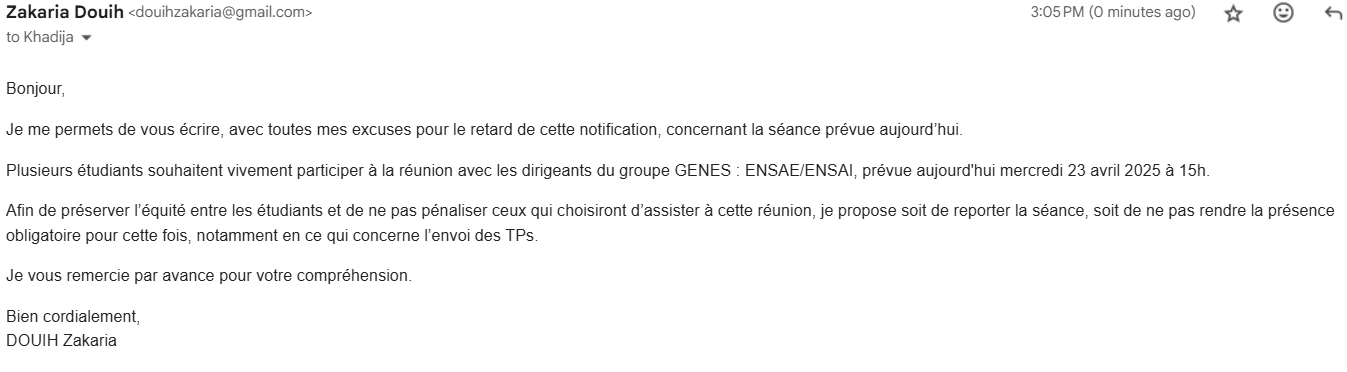 Zakaria Douih <douihzakaria@gmail.com> 3:05 PM (0 minutes ago)
to Khadija
Bonjour,
Je me permets de vous écrire, avec toutes mes excuses pour le retard de cette notification, concernant la séance prévue aujourd’hui.
Plusieurs étudiants souhaitent vivement participer à la réunion avec les dirigeants du groupe GENES : ENSAE/ENSAI, prévue aujourd'hui mercredi 23 avril 2025 à 15h.
Afin de préserver l’équité entre les étudiants et de ne pas pénaliser ceux qui choisiront d’assister à cette réunion, je propose soit de reporter la séance, soit de ne pas rendre la présence
obligatoire pour cette fois, notamment en ce qui concerne l’envoi des TPs.
Je vous remercie par avance pour votre compréhension.
Bien cordialement,
DOUIH Zakaria